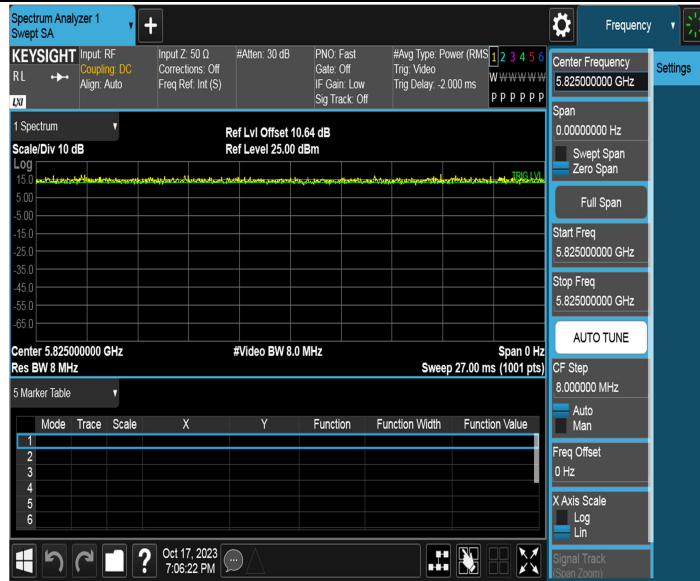 Spectrum Analyzer 1
Swept SA
Frequency
KEYSIGHT
RL
LXI
Input: RF
Coupling: DC
Align: Auto
Input Z: 50 Ω
Corrections: Off
Freq Ref: Int (S)
#Atten: 30 dB
PNO: Fast
Gate: Off
IF Gain: Low
Sig Track: Off
#Avg Type: Power (RMS
Trig: Video
Trig Delay: -2.000 ms
1 2 3 4 5 6
W W W W W W
P P P P P P
Center Frequency
5.825000000 GHz
Settings
Span
0.00000000 Hz
Swept Span
Zero Span
Full Span
Start Freq
5.825000000 GHz
Stop Freq
5.825000000 GHz
AUTO TUNE
CF Step
8.000000 MHz
Auto
Man
Freq Offset
0 Hz
X Axis Scale
Log
Lin
Signal Track
(Span Zoom)
1 Spectrum
Scale/Div 10 dB
Ref Lvl Offset 10.64 dB
Ref Level 25.00 dBm
Log
15.0
TRIG LVL
5.00
-5.00
-15.0
-25.0
-35.0
-45.0
-55.0
-65.0
Center 5.825000000 GHz
#Video BW 8.0 MHz
Span 0 Hz
Res BW 8 MHz
Sweep 27.00 ms (1001 pts)
5 Marker Table
Mode Trace Scale X Y Function Function Width Function Value
1
2
3
4
5
6
?
Oct 17, 2023
7:06:22 PM